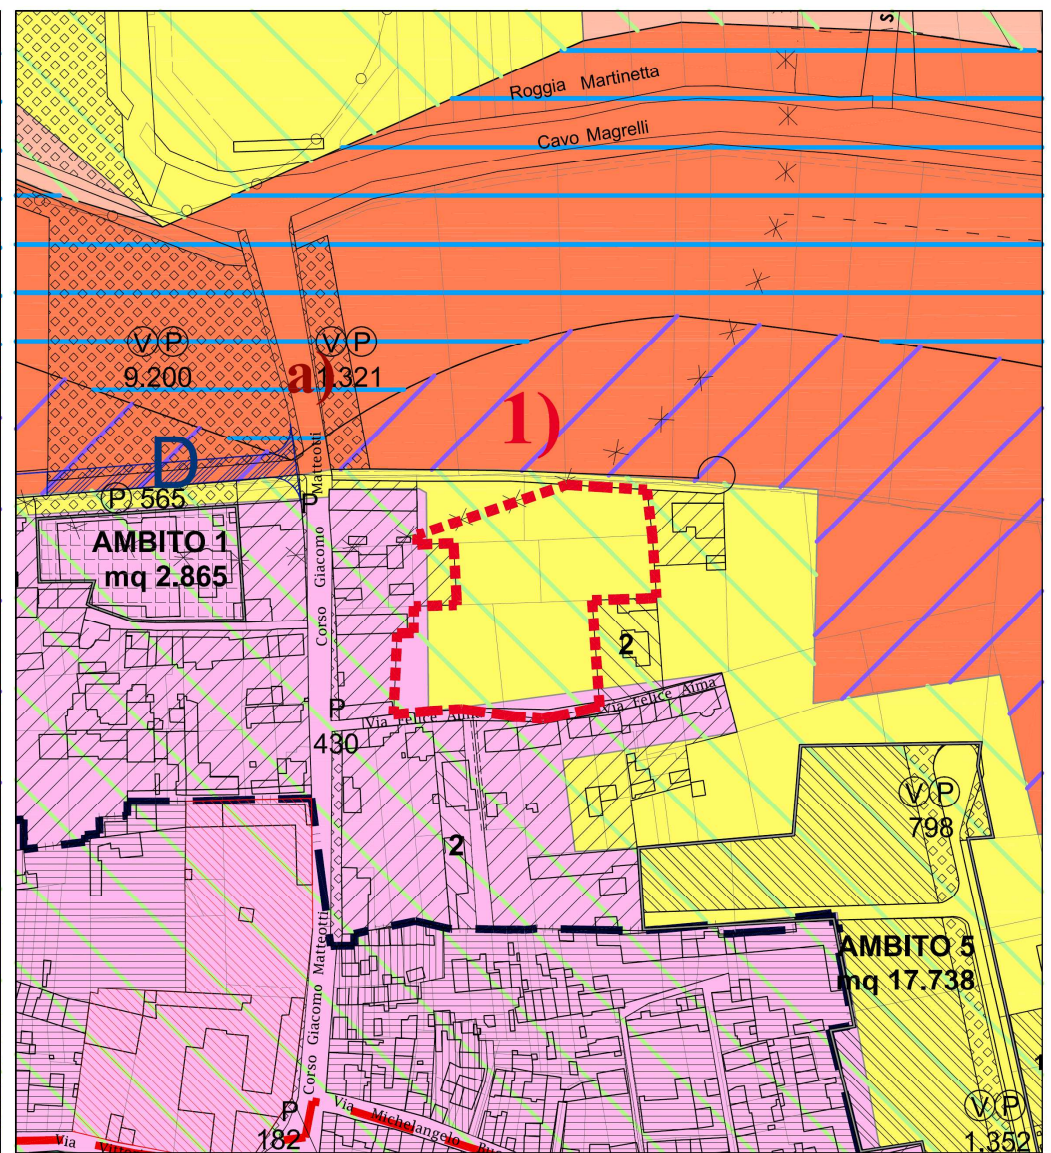 S
Roggia Martinetta
Cavo Magrelli
V P
9.200
V P
1.321
a)
1)
D
P 565
P
AMBITO 1
mq 2.865
Corso Giacomo Matteotti
2
P
430
Via Felice Alma
Via Felice Alma
2
V P
798
AMBITO 5
mq 17.738
Corso Giacomo Matteotti
P
182
Via
Via Michelangelo
V P
1.352